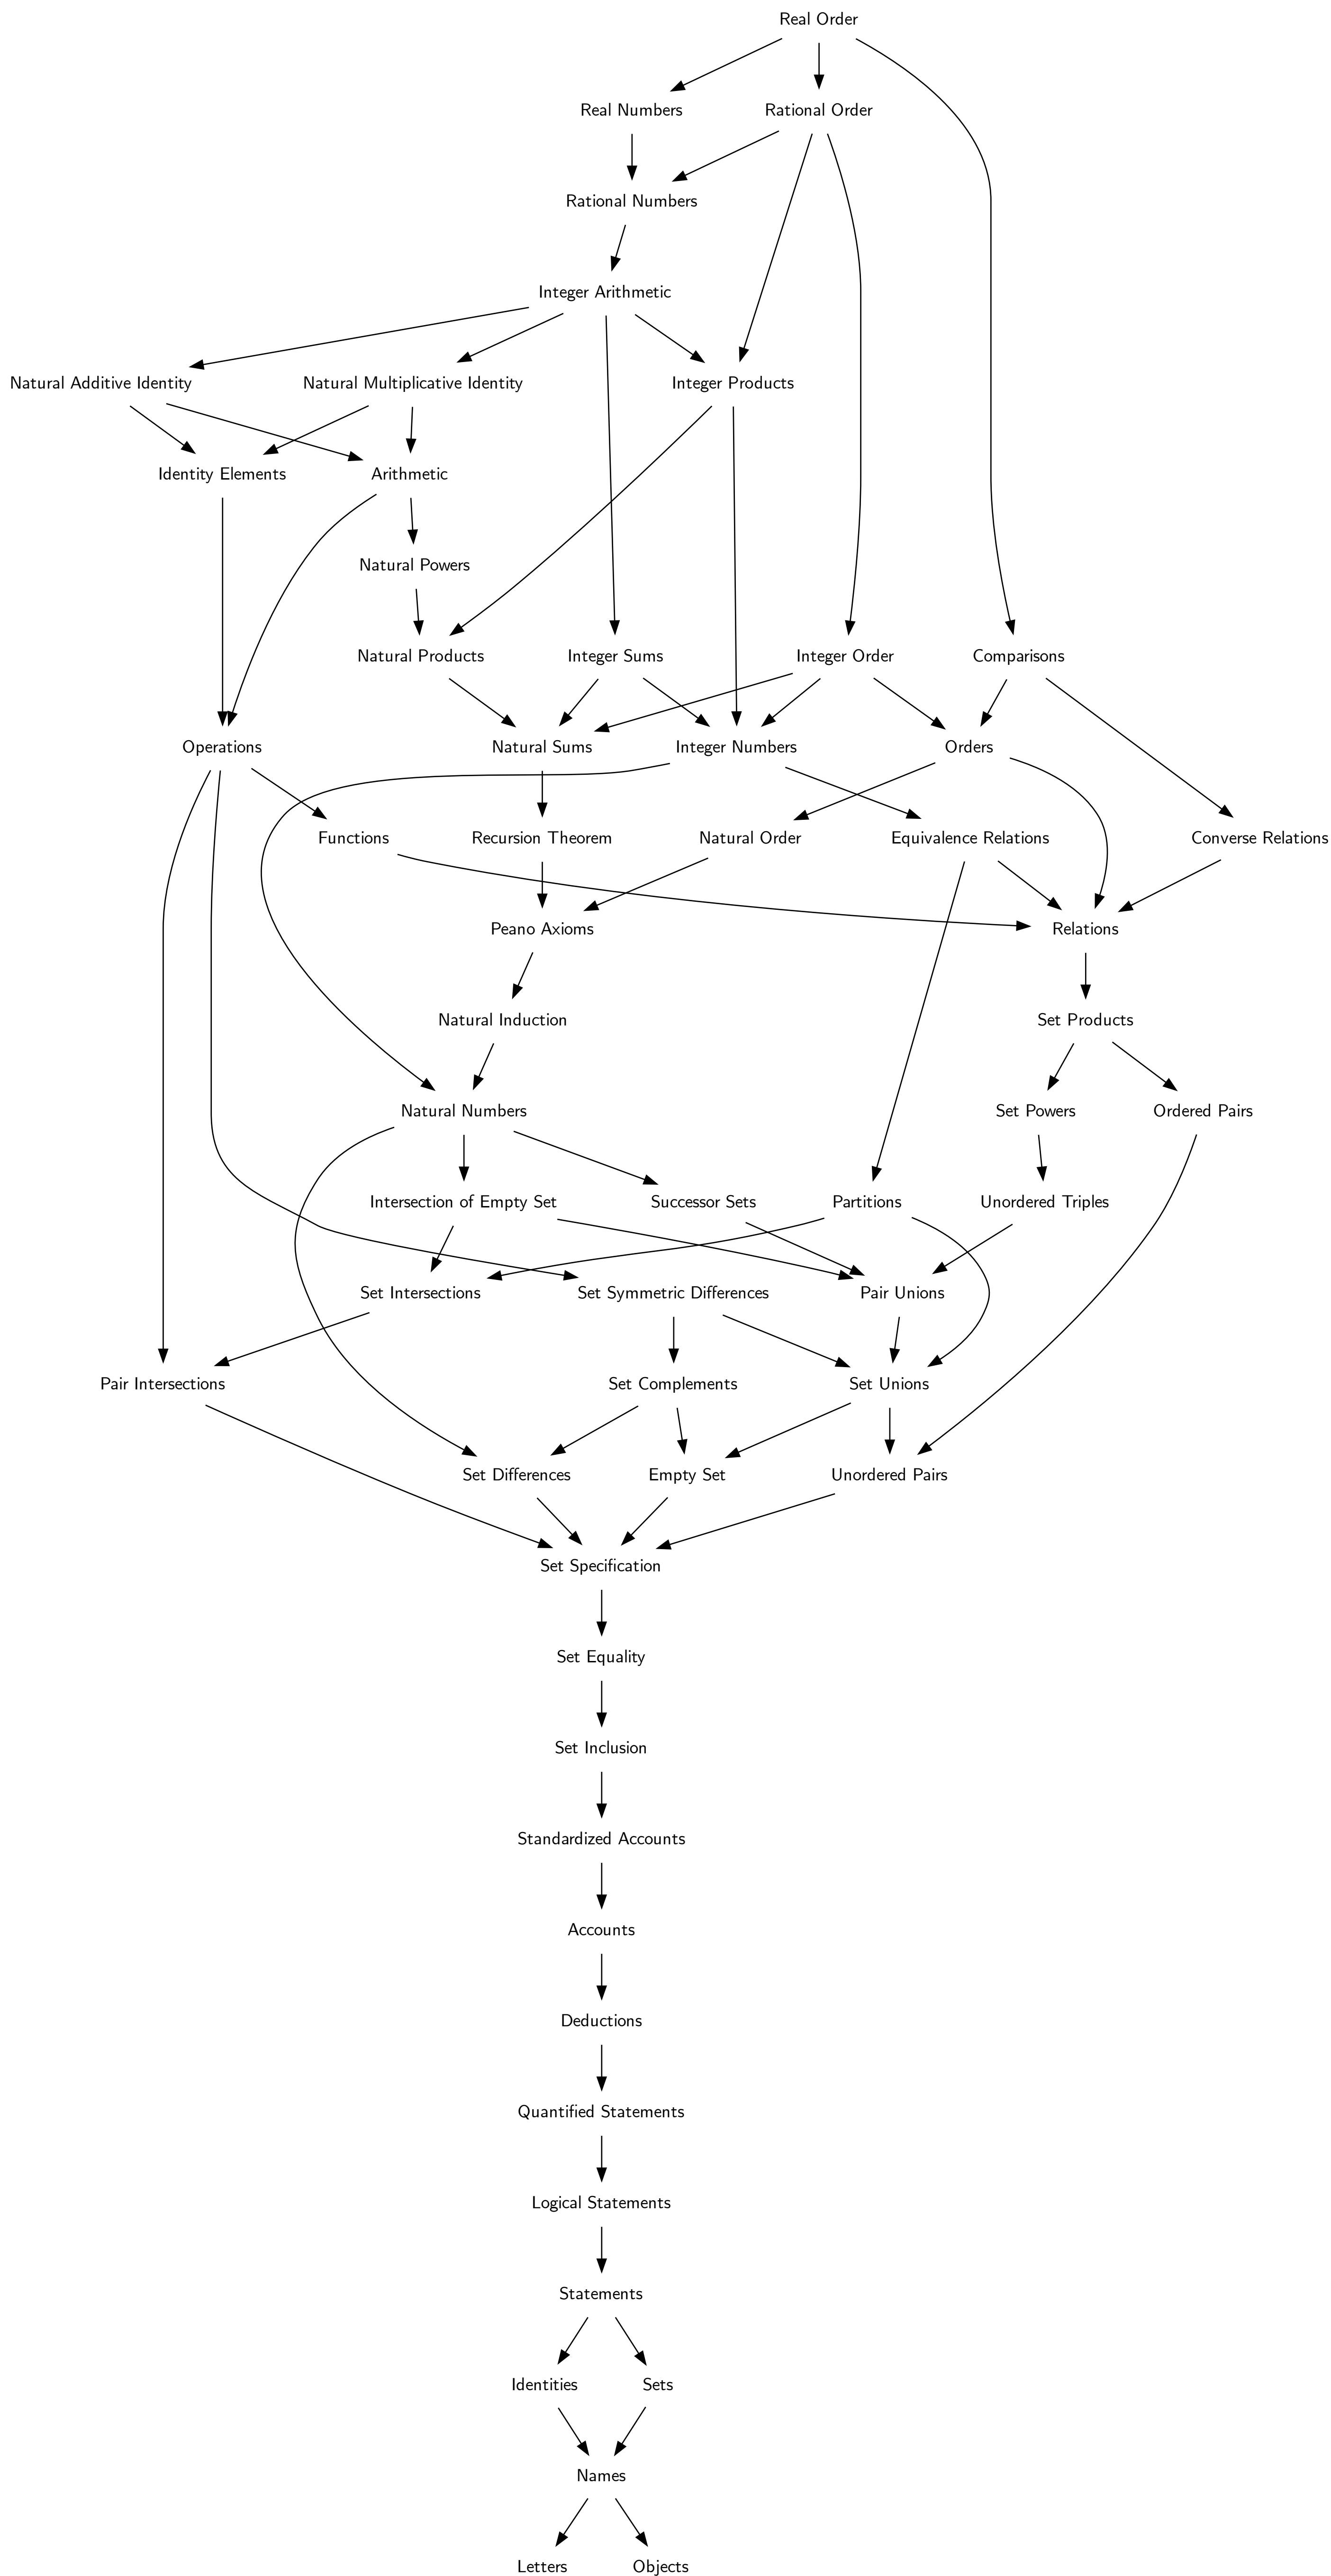 Real Order
Real Numbers
Rational Order
Rational Numbers
Integer Arithmetic
Natural Additive Identity
Natural Multiplicative Identity
Integer Products
Identity Elements
Arithmetic
Natural Powers
Natural Products
Integer Sums
Integer Order
Comparisons
Operations
Natural Sums
Integer Numbers
Orders
Functions
Recursion Theorem
Natural Order
Equivalence Relations
Converse Relations
Peano Axioms
Relations
Natural Induction
Set Products
Natural Numbers
Set Powers
Ordered Pairs
Intersection of Empty Set
Successor Sets
Partitions
Unordered Triples
Set Intersections
Set Symmetric Differences
Pair Unions
Pair Intersections
Set Complements
Set Unions
Set Differences
Empty Set
Unordered Pairs
Set Specification
Set Equality
Set Inclusion
Standardized Accounts
Accounts
Deductions
Quantified Statements
Logical Statements
Statements
Identities
Sets
Names
Letters
Objects